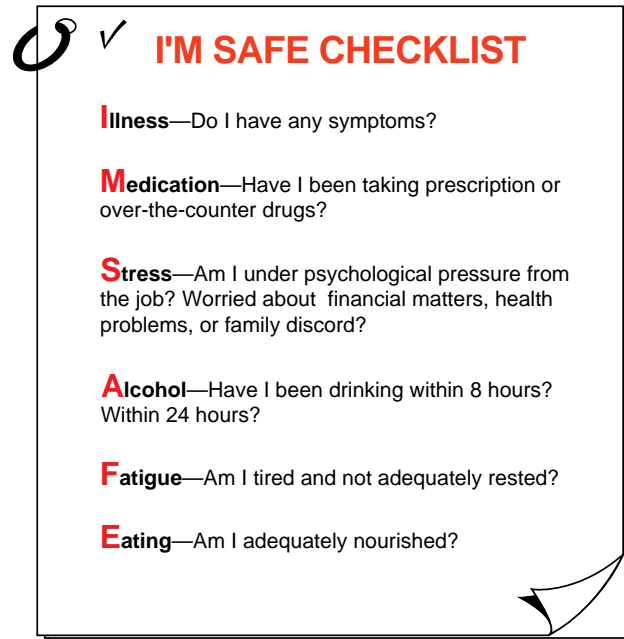 I'M SAFE CHECKLIST
Illness—Do I have any symptoms?
Medication—Have I been taking prescription or
over-the-counter drugs?
Stress—Am I under psychological pressure from
the job? Worried about  financial matters, health
problems, or family discord?
Alcohol—Have I been drinking within 8 hours?
Within 24 hours?
Fatigue—Am I tired and not adequately rested?
Eating—Am I adequately nourished?